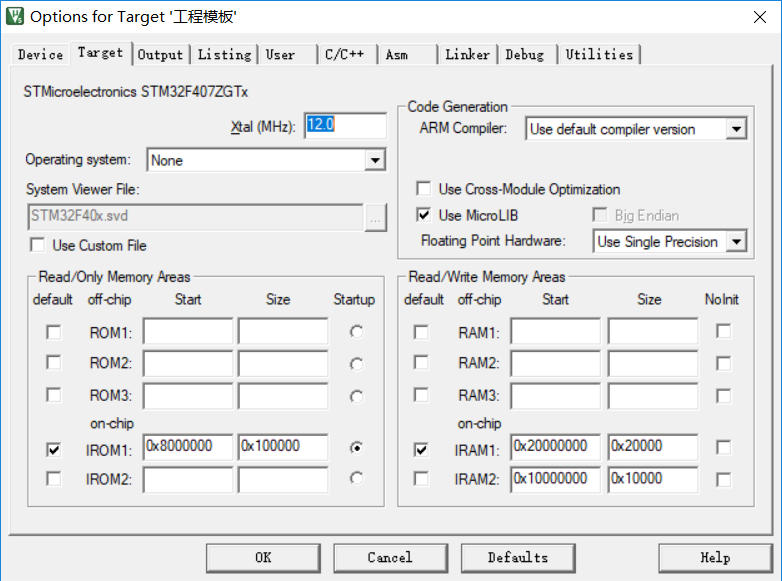 Options for Target '工程模板'
Device Target Output Listing User C/C++ Asm Linker Debug Utilities
STMicroelectronics STM32F407ZGTx
Xtal (MHz): 12.0
Operating system: None
System Viewer File:
STM32F40x.svd ...
Use Custom File
Code Generation
ARM Compiler: Use default compiler version
Use Cross-Module Optimization
Use MicroLIB Big Endian
Floating Point Hardware: Use Single Precision
Read/Only Memory Areas
default off-chip Start Size Startup
ROM1:
ROM2:
ROM3:
on-chip
IROM1: 0x8000000 0x100000
IROM2:
Read/Write Memory Areas
default off-chip Start Size NoInit
RAM1:
RAM2:
RAM3:
on-chip
IRAM1: 0x20000000 0x20000
IRAM2: 0x10000000 0x10000
OK Cancel Defaults Help